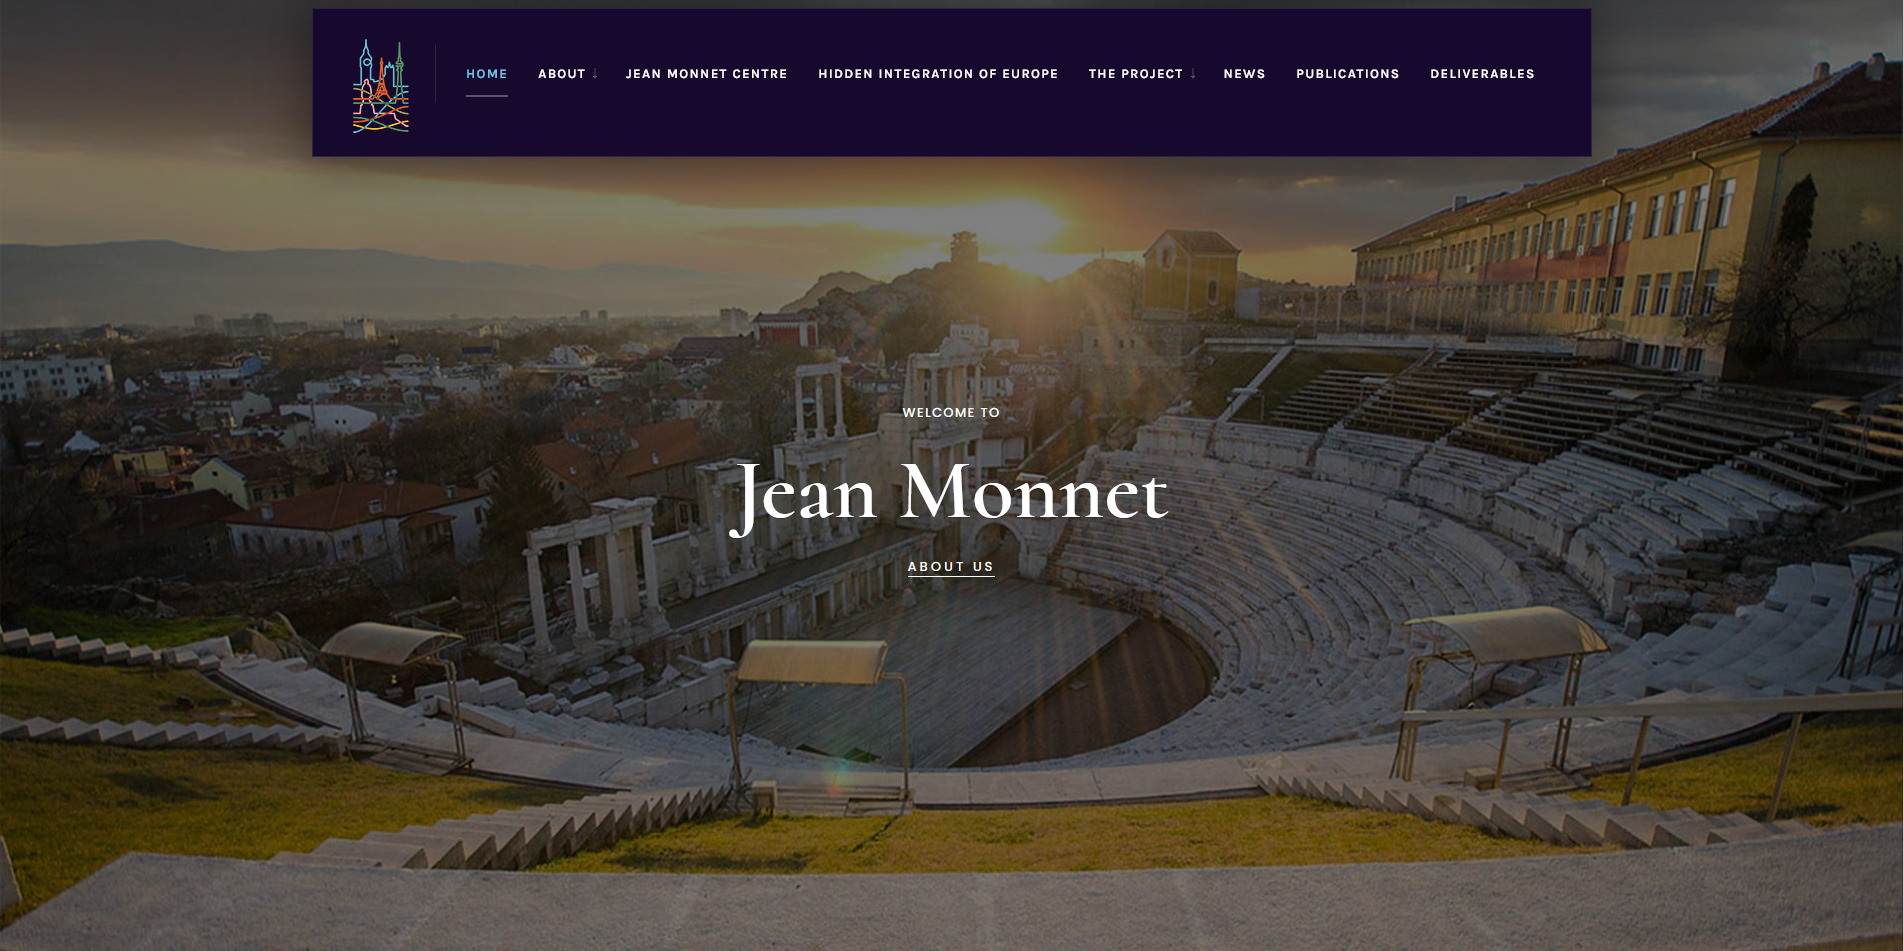 HOME ABOUT JEAN MONNET CENTRE HIDDEN INTEGRATION OF EUROPE THE PROJECT NEWS PUBLICATIONS DELIVERABLES
WELCOME TO
Jean Monnet
ABOUT US